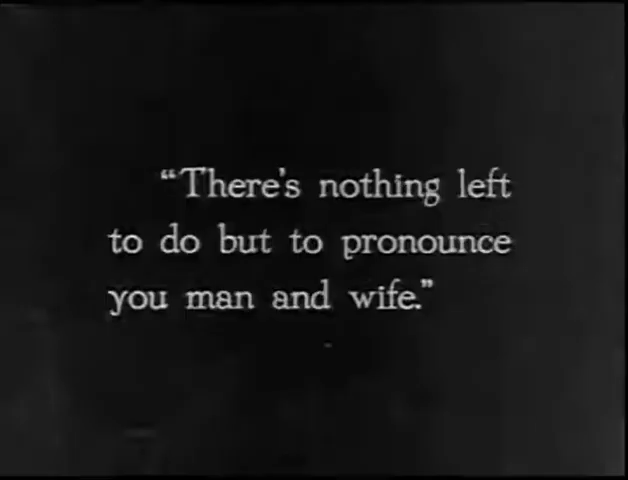 “There's nothing left
to do but to pronounce
you man and wife.”